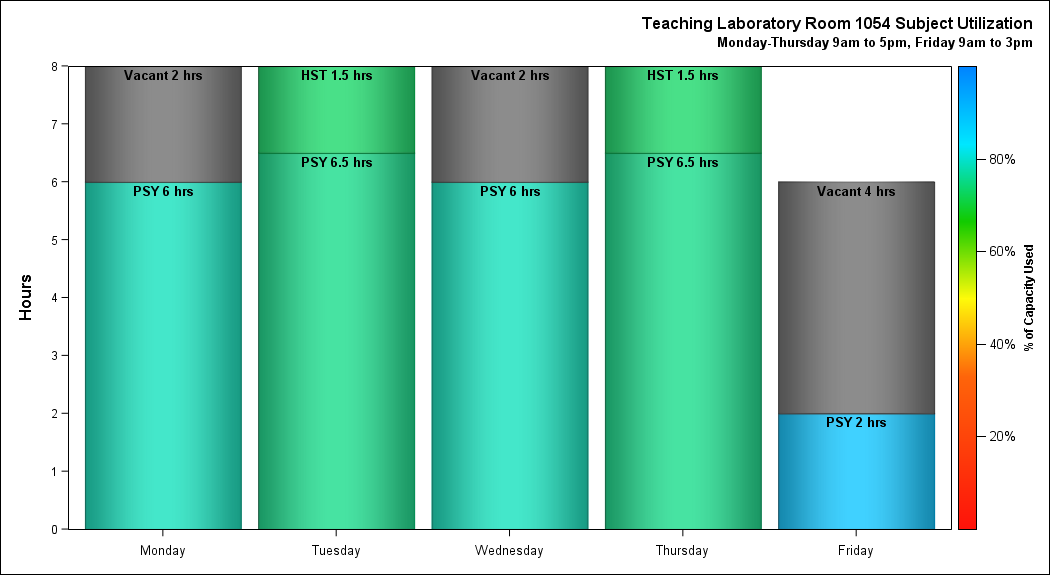 Teaching Laboratory Room 1054 Subject Utilization
Monday-Thursday 9am to 5pm, Friday 9am to 3pm
Hours
8
7
6
5
4
3
2
1
0
Vacant 2 hrs
PSY 6 hrs
HST 1.5 hrs
PSY 6.5 hrs
Vacant 2 hrs
PSY 6 hrs
HST 1.5 hrs
PSY 6.5 hrs
Vacant 4 hrs
PSY 2 hrs
Monday
Tuesday
Wednesday
Thursday
Friday
80%
60%
40%
20%
% of Capacity Used